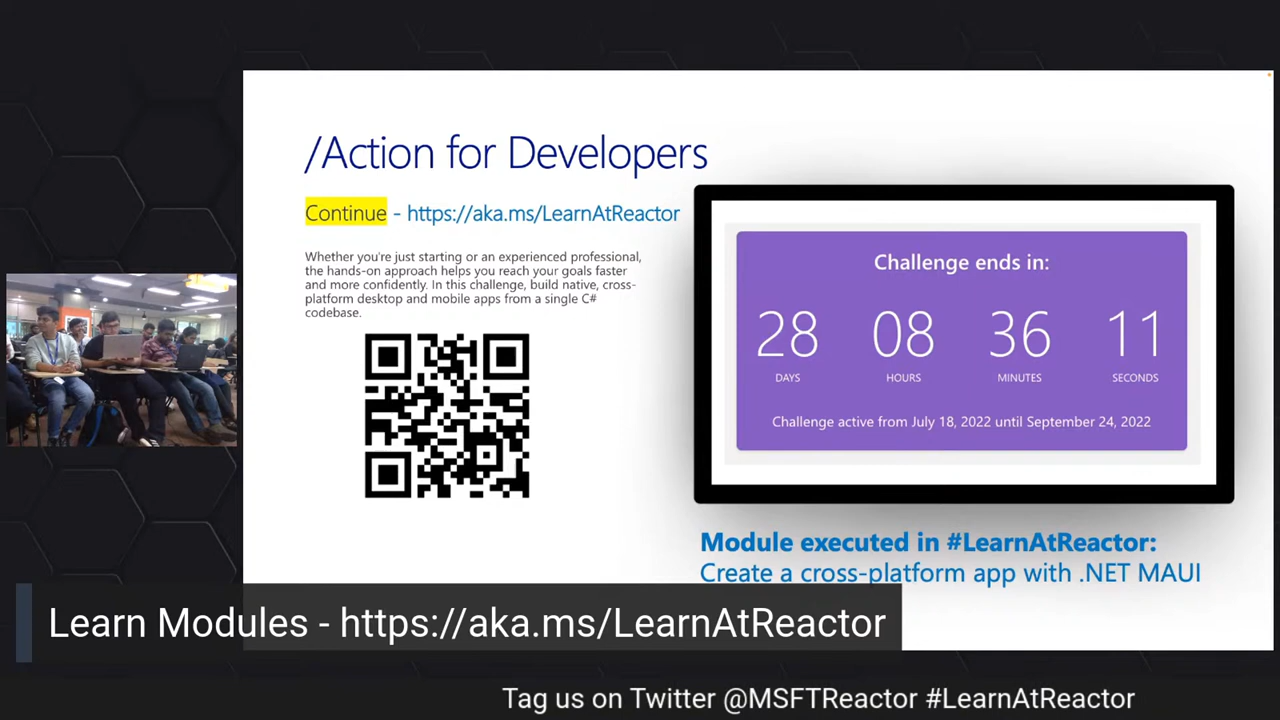 /Action for Developers
Continue - https://aka.ms/LearnAtReactor
Whether you're just starting or an experienced professional,
the hands-on approach helps you reach your goals faster
and more confidently. In this challenge, build native, cross-
platform desktop and mobile apps from a single C#
codebase.
Challenge ends in:
28 08 36 11
DAYS HOURS MINUTES SECONDS
Challenge active from July 18, 2022 until September 24, 2022
Module executed in #LearnAtReactor:
Create a cross-platform app with .NET MAUI
Learn Modules - https://aka.ms/LearnAtReactor
Tag us on Twitter @MSFTReactor #LearnAtReactor